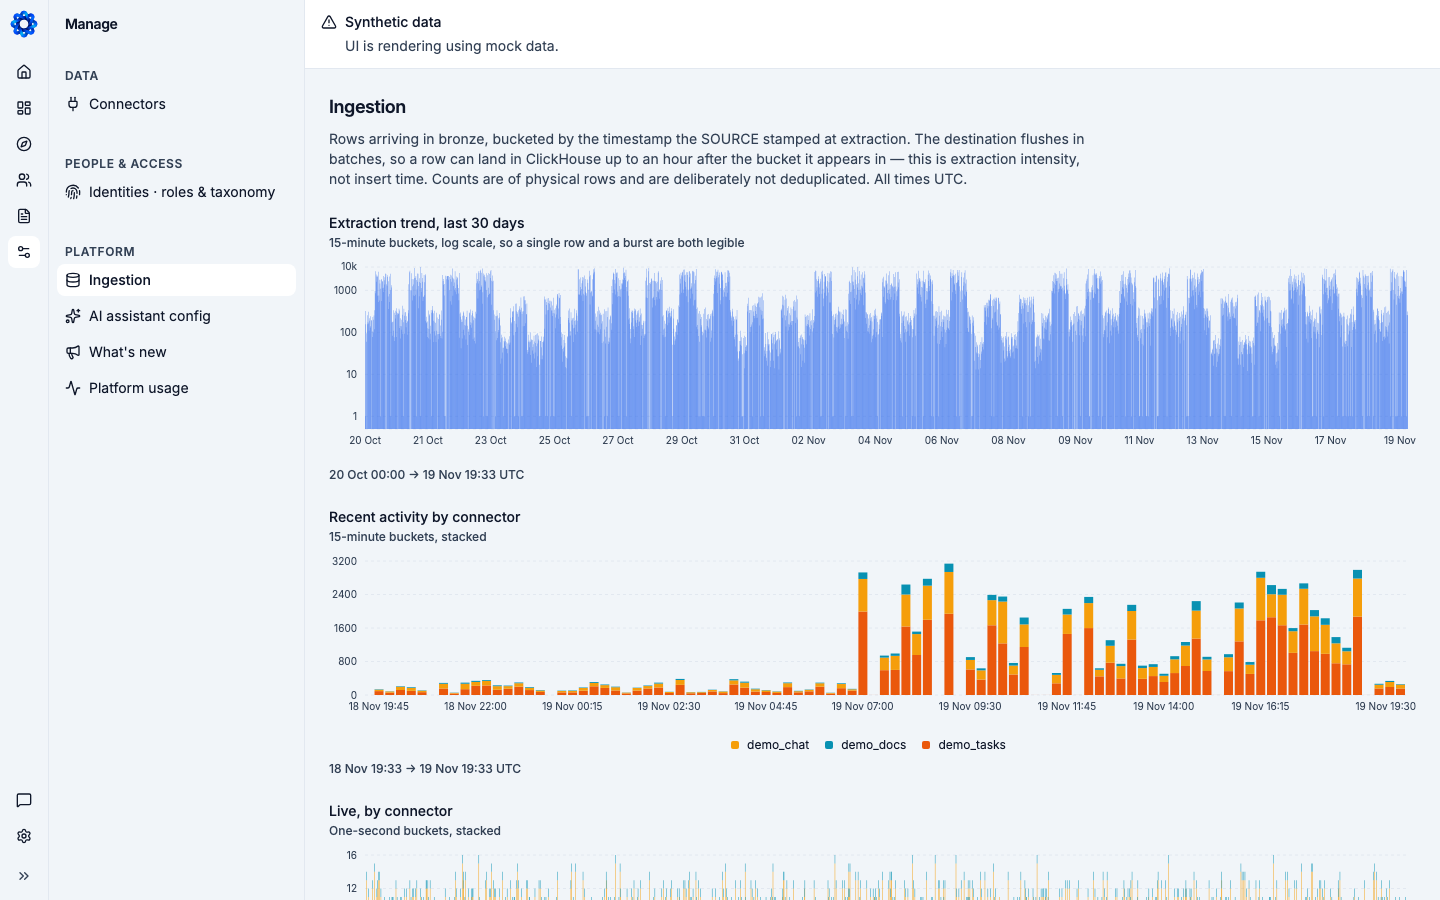 Manage
DATA
Connectors
PEOPLE & ACCESS
Identities · roles & taxonomy
PLATFORM
Ingestion
AI assistant config
What's new
Platform usage
Synthetic data
UI is rendering using mock data.
Ingestion
Rows arriving in bronze, bucketed by the timestamp the SOURCE stamped at extraction. The destination flushes in
batches, so a row can land in ClickHouse up to an hour after the bucket it appears in — this is extraction intensity,
not insert time. Counts are of physical rows and are deliberately not deduplicated. All times UTC.
Extraction trend, last 30 days
15-minute buckets, log scale, so a single row and a burst are both legible
10k
1000
100
10
1
20 Oct 21 Oct 23 Oct 25 Oct 27 Oct 29 Oct 31 Oct 02 Nov 04 Nov 06 Nov 08 Nov 09 Nov 11 Nov 13 Nov 15 Nov 17 Nov 19 Nov
20 Oct 00:00 → 19 Nov 19:33 UTC
Recent activity by connector
15-minute buckets, stacked
3200
2400
1600
800
0
18 Nov 19:45 18 Nov 22:00 19 Nov 00:15 19 Nov 02:30 19 Nov 04:45 19 Nov 07:00 19 Nov 09:30 19 Nov 11:45 19 Nov 14:00 19 Nov 16:15 19 Nov 19:30
demo_chat demo_docs demo_tasks
18 Nov 19:33 → 19 Nov 19:33 UTC
Live, by connector
One-second buckets, stacked
16
12